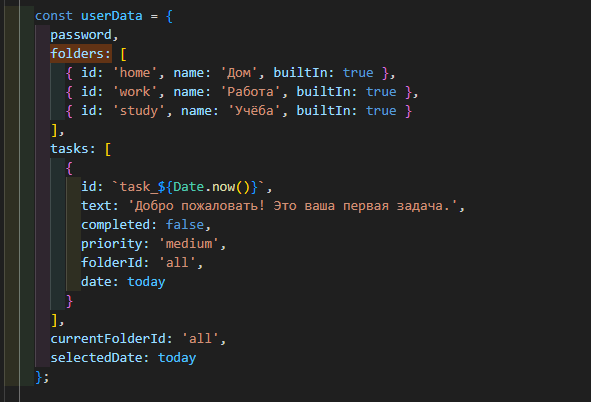 const userData = {
password,
folders: [
{ id: 'home', name: 'Дом', builtIn: true },
{ id: 'work', name: 'Работа', builtIn: true },
{ id: 'study', name: 'Учёба', builtIn: true }
],
tasks: [
{
id: `task_${Date.now()}`,
text: 'Добро пожаловать! Это ваша первая задача.',
completed: false,
priority: 'medium',
folderId: 'all',
date: today
}
],
currentFolderId: 'all',
selectedDate: today
};